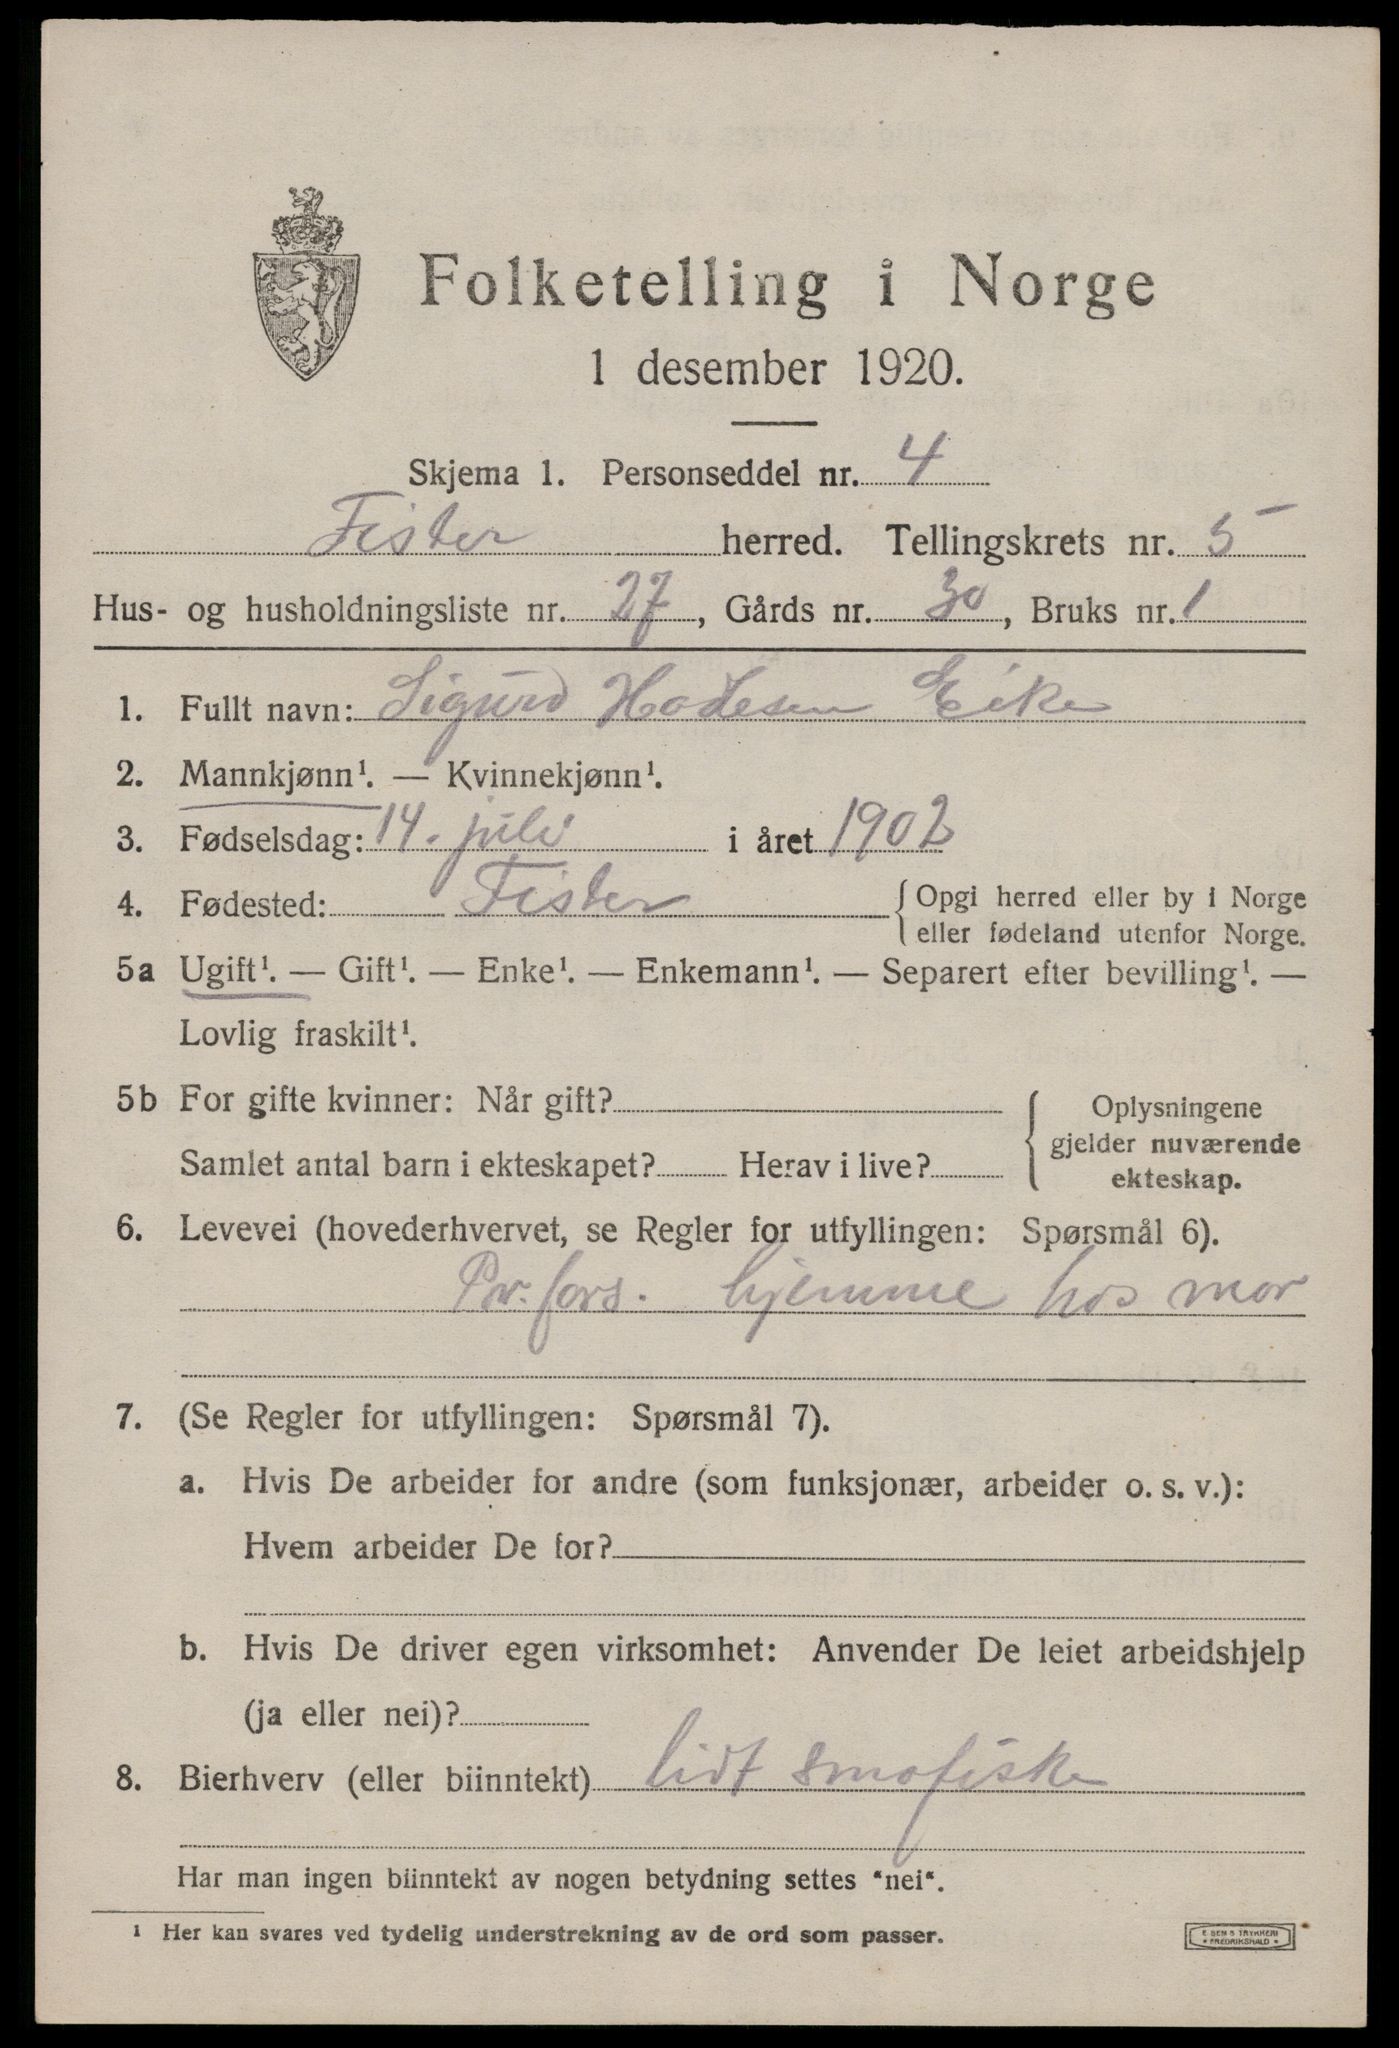 Folketelling i Norge
1 desember 1920.
Skjema 1. Personseddel nr. 4
Fister herred. Tellingskrets nr. 5
Hus- og husholdningsliste nr. 27, Gårds nr. 30, Bruks nr. 1
1. Fullt navn: Sigurd Eike
2. Mannkjønn¹. — Kvinnekjønn¹.
3. Fødselsdag: 14. juli i året 1902
4. Fødested: Fister { Opgi herred eller by i Norge
eller fødeland utenfor Norge.
5a Ugift¹. — Gift¹. — Enke¹. — Enkemann¹. — Separert efter bevilling¹. —
Lovlig fraskilt¹.
5b For gifte kvinner: Når gift? { Oplysningene
gjelder nuværende
Samlet antal barn i ekteskapet? Herav i live?
ekteskap.
6. Levevei (hovederhvervet, se Regler for utfyllingen: Spørsmål 6).
Pr. fors. hjemme hos mor
7. (Se Regler for utfyllingen: Spørsmål 7).
a. Hvis De arbeider for andre (som funksjonær, arbeider o. s. v.):
Hvem arbeider De for?
b. Hvis De driver egen virksomhet: Anvender De leiet arbeidshjelp
(ja eller nei)?
8. Bierhverv (eller biinntekt) lidt smafiske
Har man ingen biinntekt av nogen betydning settes "nei".
¹ Her kan svares ved tydelig understrekning av de ord som passer.
FREDRIKSHALD